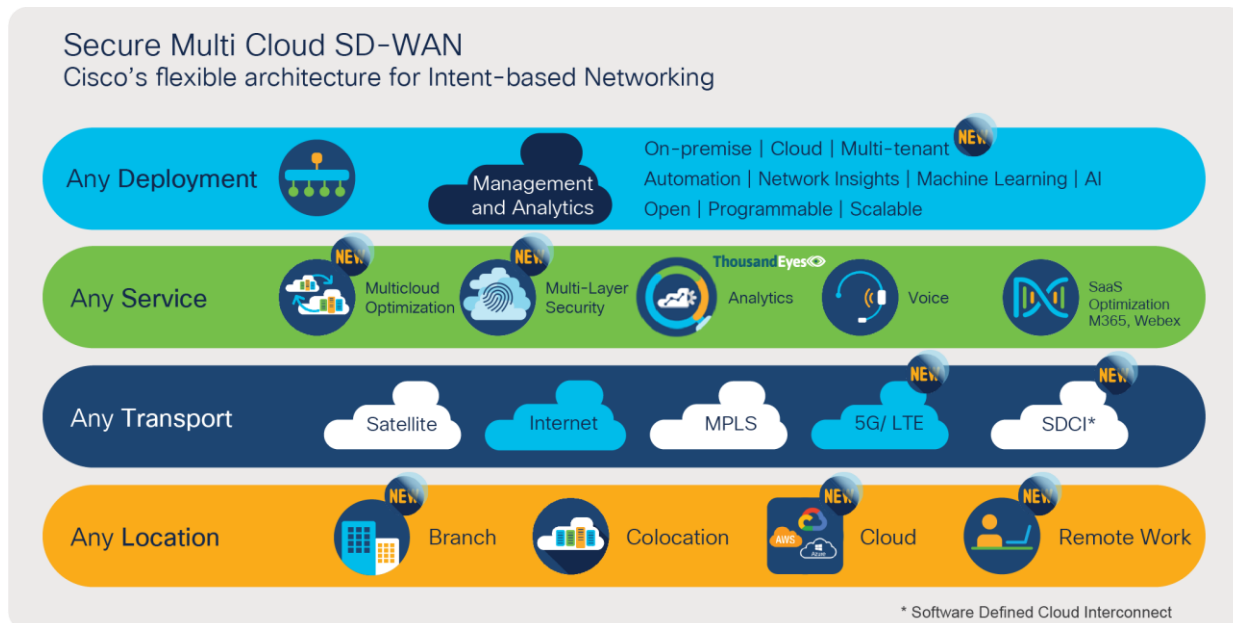 Secure Multi Cloud SD-WAN
Cisco's flexible architecture for Intent-based Networking
Any Deployment
Management
and Analytics
On-premise | Cloud | Multi-tenant
NEW
Automation | Network Insights | Machine Learning | AI
Open | Programmable | Scalable
Any Service
NEW
Multicloud
Optimization
NEW
Multi-Layer
Security
ThousandEyes
Analytics
Voice
SaaS
Optimization
M365, Webex
Any Transport
Satellite
Internet
MPLS
NEW
5G/ LTE
NEW
SDCI*
Any Location
NEW
Branch
Colocation
NEW
AWS
Azure
Cloud
NEW
Remote Work
* Software Defined Cloud Interconnect